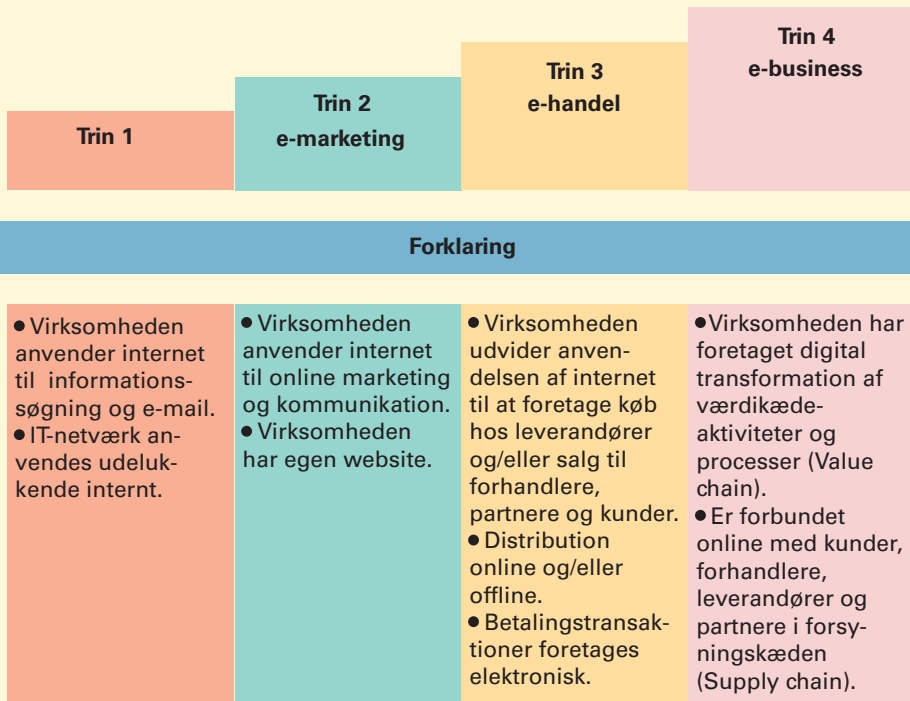 Trin 1
Trin 2
e-marketing
Trin 3
e-handel
Trin 4
e-business
Forklaring
● Virksomheden
anvender internet
til informations-
søgning og e-mail.
● IT-netværk an-
vendes udeluk-
kende internt.
● Virksomheden
anvender internet
til online marketing
og kommunikation.
● Virksomheden
har egen website.
● Virksomheden
udvider anven-
delsen af internet
til at foretage køb
hos leverandører
og/eller salg til
forhandlere,
partnere og kunder.
● Distribution
online og/eller
offline.
● Betalingstransak-
tioner foretages
elektronisk.
● Virksomheden har
foretaget digital
transformation af
værdikæde-
aktiviteter og
processer (Value
chain).
● Er forbundet
online med kunder,
forhandlere,
leverandører og
partnere i forsy-
ningskæden
(Supply chain).